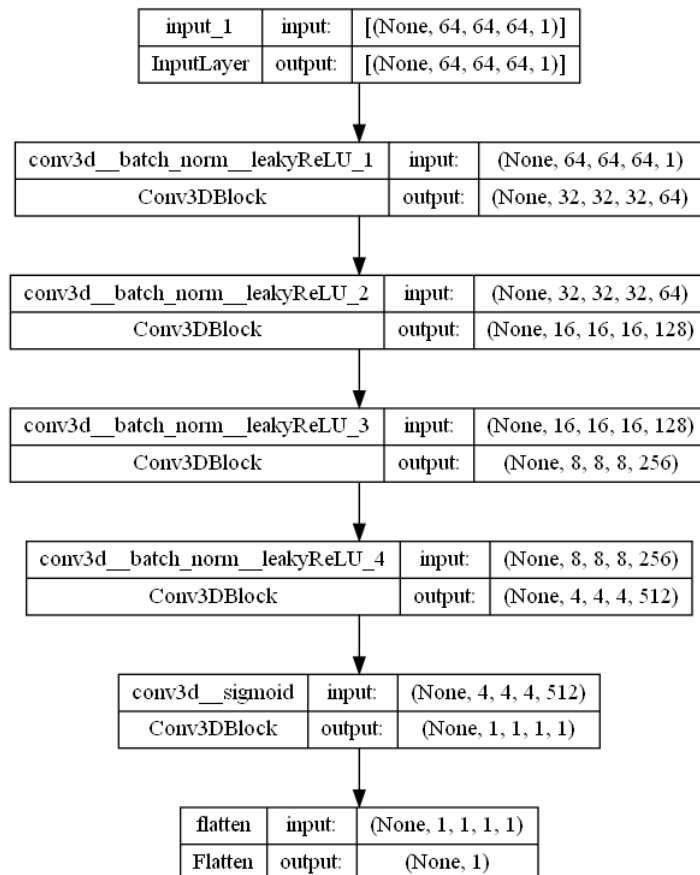 input_1 input: [(None, 64, 64, 64, 1)]
InputLayer output: [(None, 64, 64, 64, 1)]
conv3d__batch_norm__leakyReLU_1 input: (None, 64, 64, 64, 1)
Conv3DBlock output: (None, 32, 32, 32, 64)
conv3d__batch_norm__leakyReLU_2 input: (None, 32, 32, 32, 64)
Conv3DBlock output: (None, 16, 16, 16, 128)
conv3d__batch_norm__leakyReLU_3 input: (None, 16, 16, 16, 128)
Conv3DBlock output: (None, 8, 8, 8, 256)
conv3d__batch_norm__leakyReLU_4 input: (None, 8, 8, 8, 256)
Conv3DBlock output: (None, 4, 4, 4, 512)
conv3d__sigmoid input: (None, 4, 4, 4, 512)
Conv3DBlock output: (None, 1, 1, 1, 1)
flatten input: (None, 1, 1, 1, 1)
Flatten output: (None, 1)